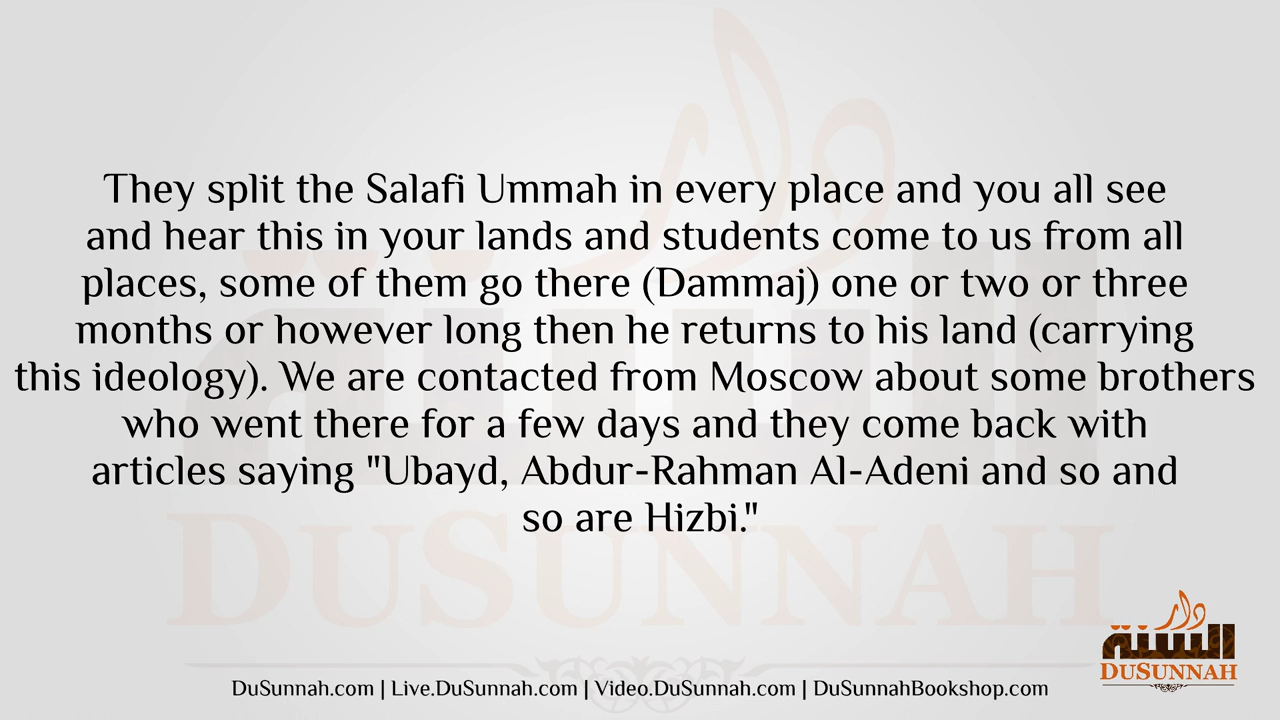 They split the Salafi Ummah in every place and you all see
and hear this in your lands and students come to us from all
places, some of them go there (Dammaj) one or two or three
months or however long then he returns to his land (carrying
this ideology). We are contacted from Moscow about some brothers
who went there for a few days and they come back with
articles saying "Ubayd, Abdur-Rahman Al-Adeni and so and
so are Hizbi."
دار
السنة
DUSUNNAH
DuSunnah.com | Live.DuSunnah.com | Video.DuSunnah.com | DuSunnahBookshop.com